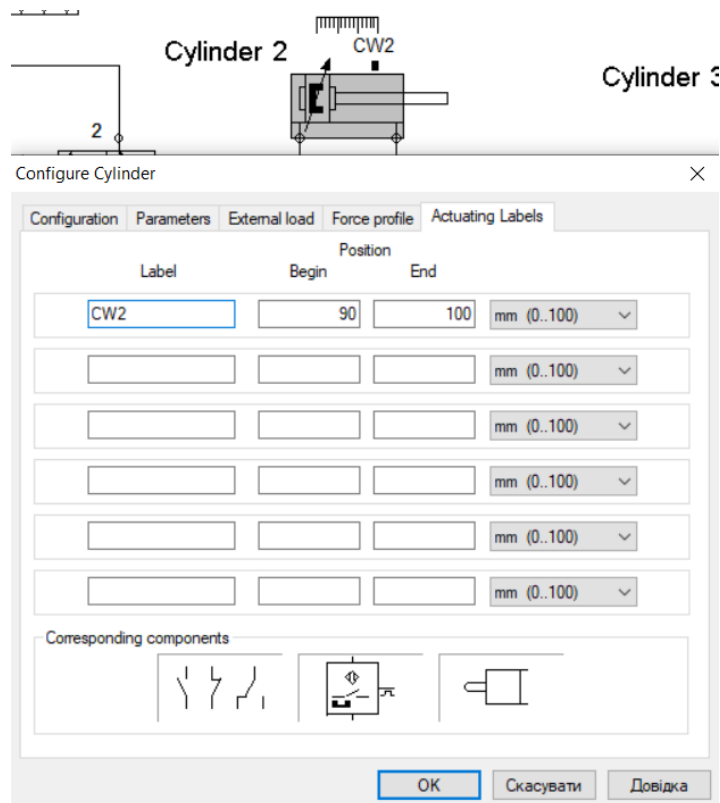 Cylinder 2
CW2
Cylinder 3
2
Configure Cylinder
Configuration Parameters External load Force profile Actuating Labels
Position
Label Begin End
CW2 90 100 mm (0..100)
mm (0..100)
mm (0..100)
mm (0..100)
mm (0..100)
mm (0..100)
Corresponding components
OK Скасувати Довідка